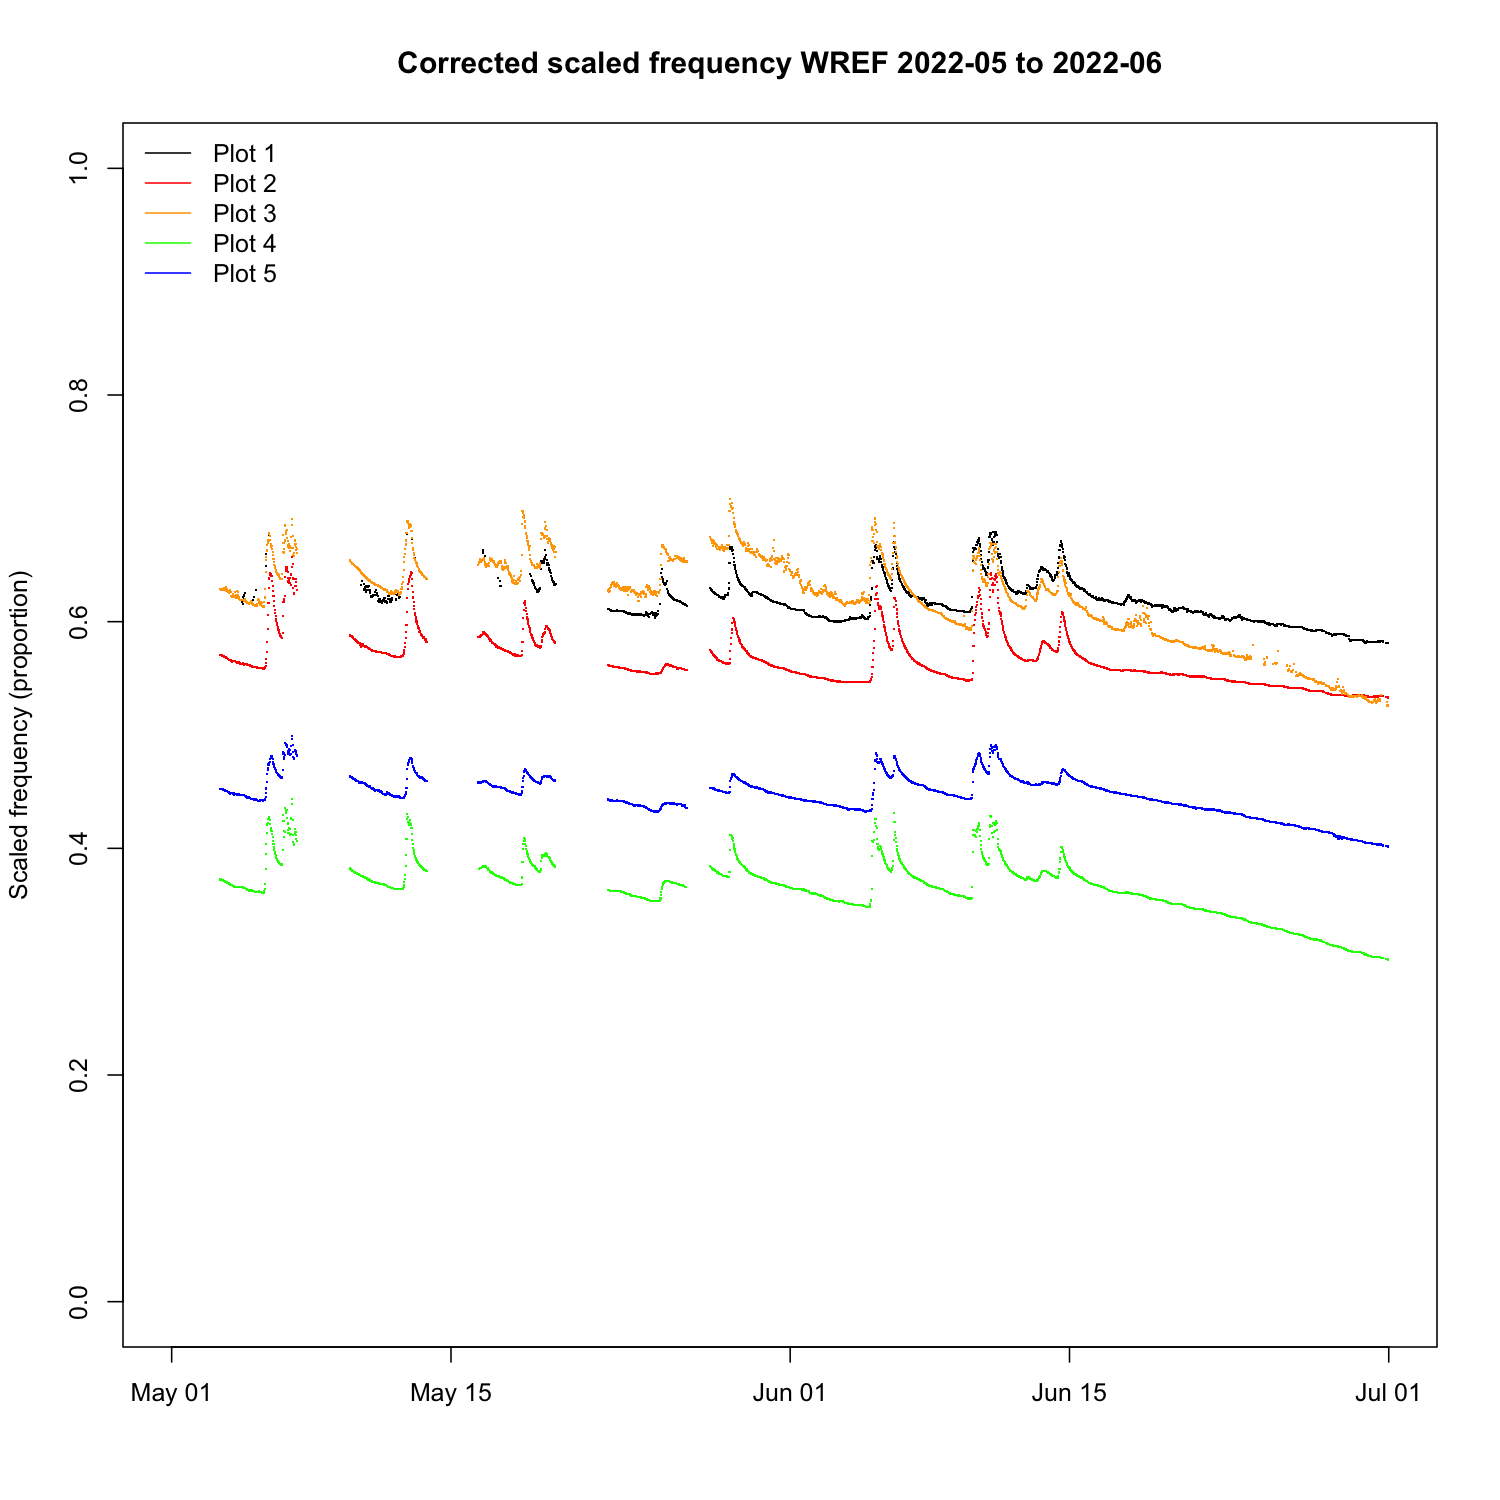 Corrected scaled frequency WREF 2022-05 to 2022-06
Plot 1
Plot 2
Plot 3
Plot 4
Plot 5
Scaled frequency (proportion)
1.0
0.8
0.6
0.4
0.2
0.0
May 01
May 15
Jun 01
Jun 15
Jul 01